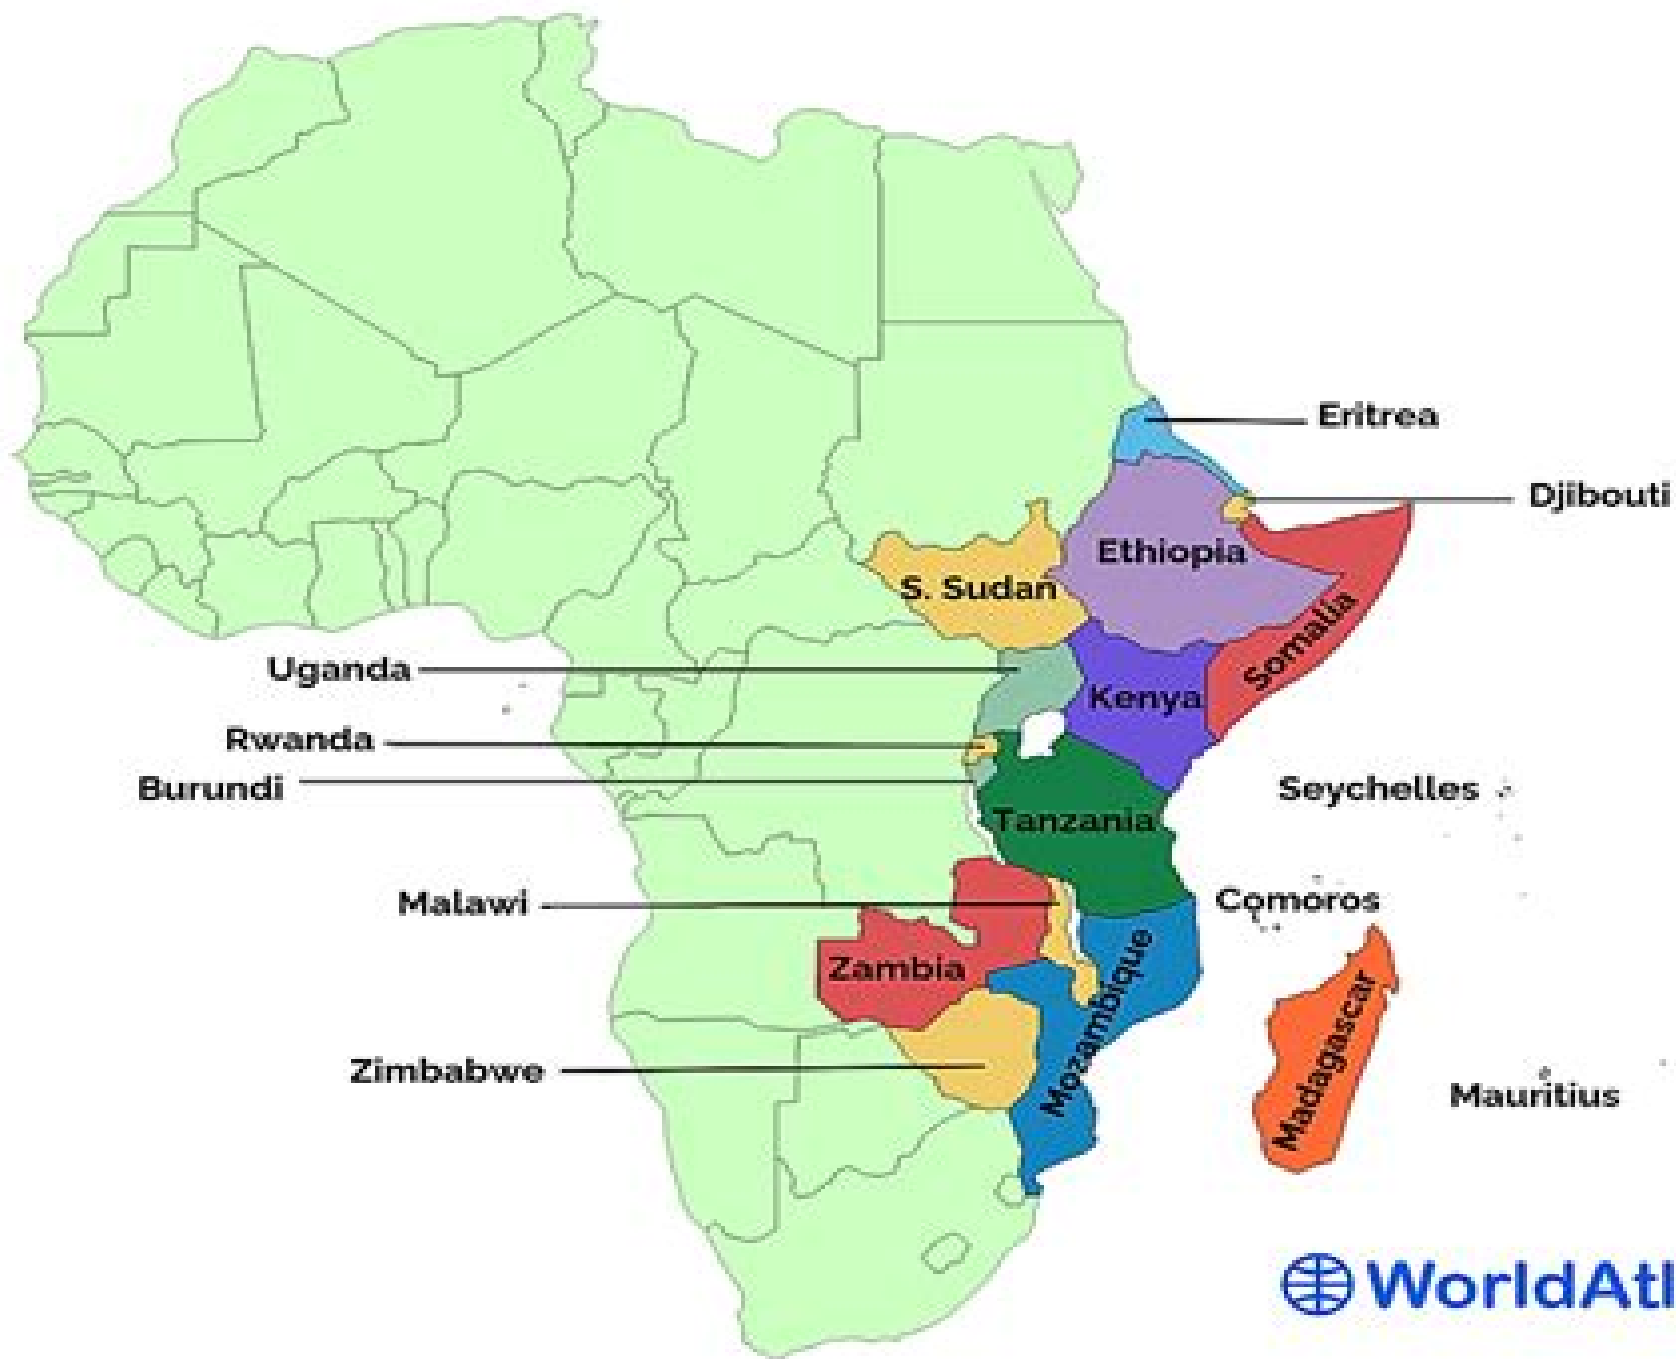 Eritrea
Djibouti
Ethiopia
S. Sudan
Somalia
Uganda
Kenya
Rwanda
Burundi
Seychelles
Tanzania
Malawi
Comoros
Zambia
Mozambique
Madagascar
Zimbabwe
Mauritius
WorldAtl